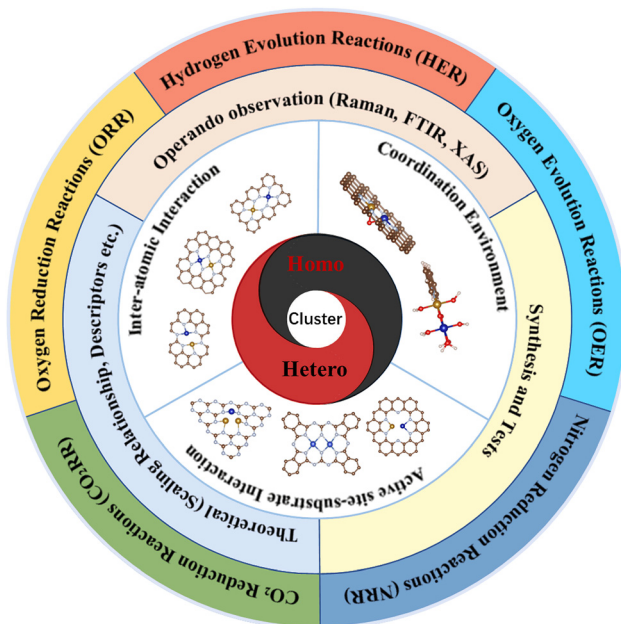 Hydrogen Evolution Reactions (HER)
Oxygen Evolution Reactions (OER)
Nitrogen Reduction Reactions (NRR)
CO₂ Reduction Reactions (CO₂RR)
Oxygen Reduction Reactions (ORR)
Operando observation (Raman, FTIR, XAS)
Synthesis and Tests
Theoretical (Scaling Relationship, Descriptors etc.)
Inter-atomic Interaction
Coordination Environment
Active site-substrate Interaction
Homo
Cluster
Hetero